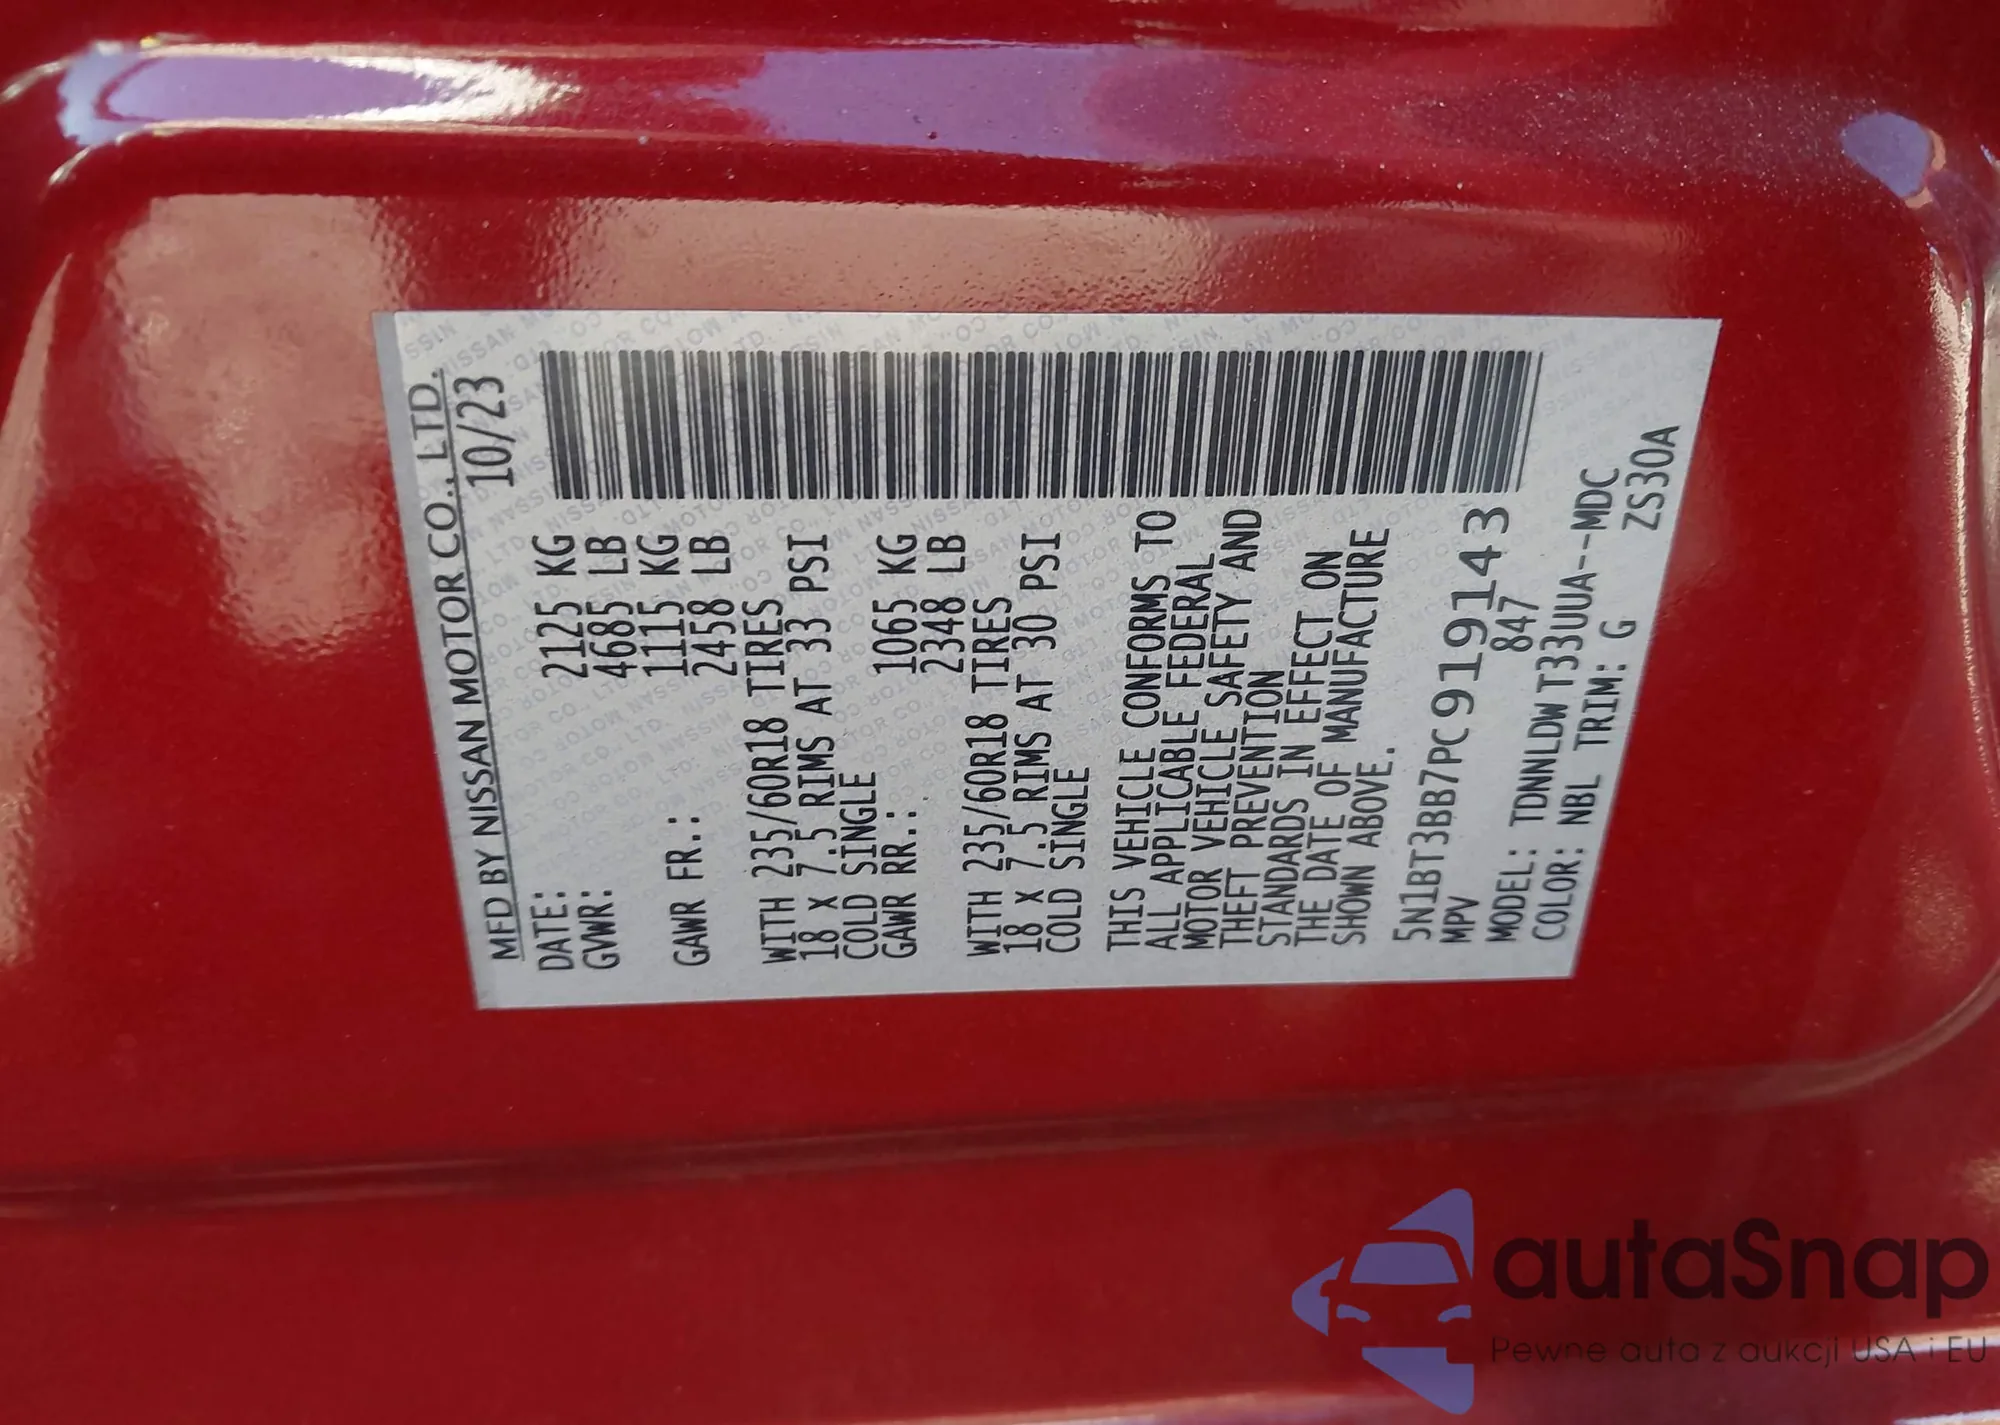 MFD BY NISSAN MOTOR CO., LTD.
DATE: 10/23
GVWR: 2125 KG
4685 LB
GAWR FR.: 1115 KG
2458 LB
WITH 235/60R18 TIRES
18 X 7.5 RIMS AT 33 PSI
COLD SINGLE
GAWR RR.: 1065 KG
2348 LB
WITH 235/60R18 TIRES
18 X 7.5 RIMS AT 30 PSI
COLD SINGLE
THIS VEHICLE CONFORMS TO
ALL APPLICABLE FEDERAL
MOTOR VEHICLE SAFETY AND
THEFT PREVENTION
STANDARDS IN EFFECT ON
THE DATE OF MANUFACTURE
SHOWN ABOVE.
5N1BT3BB7PC919143
MPV 847
MODEL: TDNNLDWT33UUA--MDC
COLOR: NBL TRIM: G ZS30A
autaSnap
Pewne auta z aukcji USA i EU